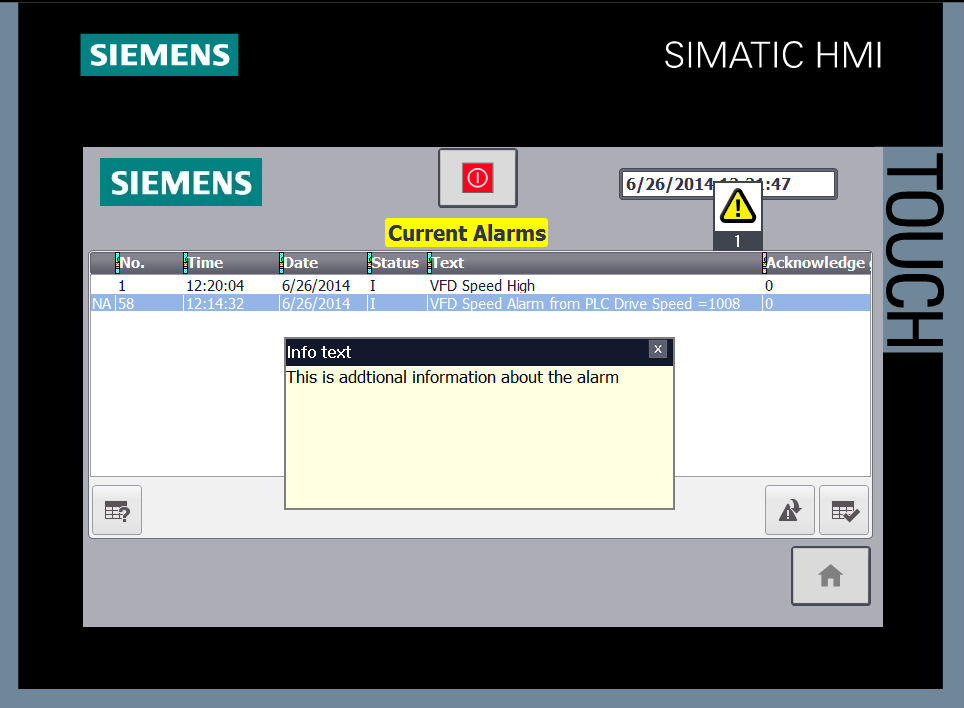 SIEMENS
SIMATIC HMI
TOUCH
SIEMENS
6/26/2014 :47
1
Current Alarms
No. Time Date Status Text Acknowledge
1 12:20:04 6/26/2014 I VFD Speed High 0
NA 58 12:14:32 6/26/2014 I VFD Speed Alarm from PLC Drive Speed =1008 0
Info text x
This is addtional information about the alarm